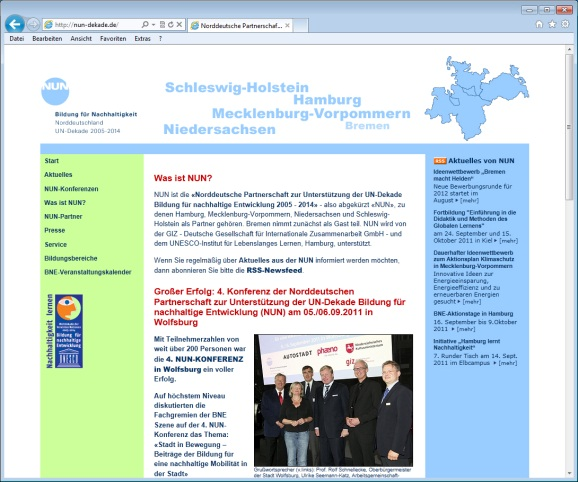 http://nun-dekade.de/
Norddeutsche Partnerschaf...
Datei Bearbeiten Ansicht Favoriten Extras ?
NUN
Bildung für Nachhaltigkeit
Norddeutschland
UN-Dekade 2005-2014
Schleswig-Holstein
Hamburg
Mecklenburg-Vorpommern
Bremen
Niedersachsen
Start
Aktuelles
NUN-Konferenzen
Was ist NUN?
NUN-Partner
Presse
Service
Bildungsbereiche
BNE-Veranstaltungskalender
Nachhaltigkeit lernen
Bildung für nachhaltige
Entwicklung
UNESCO
Was ist NUN?
NUN ist die «Norddeutsche Partnerschaft zur Unterstützung der UN-Dekade
Bildung für nachhaltige Entwicklung 2005 - 2014» - also abgekürzt «NUN», zu
denen Hamburg, Mecklenburg-Vorpommern, Niedersachsen und Schleswig-
Holstein als Partner gehören. Bremen nimmt zunächst als Gast teil. NUN wird von
der GIZ - Deutsche Gesellschaft für Internationale Zusammenarbeit GmbH - und
dem UNESCO-Institut für Lebenslanges Lernen, Hamburg, unterstützt.
Wenn Sie regelmäßig über Aktuelles aus der NUN informiert werden möchten,
dann abonnieren Sie bitte die RSS-Newsfeed.
Großer Erfolg: 4. Konferenz der Norddeutschen
Partnerschaft zur Unterstützung der UN-Dekade Bildung für
nachhaltige Entwicklung (NUN) am 05./06.09.2011 in
Wolfsburg
Mit Teilnehmerzahlen von
weit über 200 Personen war
die 4. NUN-KONFERENZ
in Wolfsburg ein voller
Erfolg.
Auf höchstem Niveau
diskutierten die
Fachgremien der BNE
Szene auf der 4. NUN-
Konferenz das Thema:
«Stadt in Bewegung –
Beiträge der Bildung für
eine nachhaltige Mobilität in
der Stadt»
AUTOSTADT
phæno
giz
Grußwortsprecher (v.links): Prof. Rolf Schnellecke, Oberbürgermeister
der Stadt Wolfsburg, Ulrike Seemann-Katz, Arbeitsgemeinschaft
RSS Aktuelles von NUN
Ideenwettbewerb „Bremen
macht Helden“
Neue Bewerbungsrunde für
2012 startet im
August [mehr]
Fortbildung "Einführung in die
Didaktik und Methoden des
Globalen Lernens"
am 24. September und 15.
Oktober 2011 in Kiel [mehr]
Dauerhafter Ideenwettbewerb
zum Aktionsplan Klimaschutz
in Mecklenburg-Vorpommern
Innovative Ideen zur
Energieeinsparung,
Energieeffizienz und zu
erneuerbaren Energien
gesucht [mehr]
BNE-Aktionstage in Hamburg
16. September bis 9.Oktober
2011 [mehr]
Initiative „Hamburg lernt
Nachhaltigkeit“
7. Runder Tisch am 14. Sept.
2011 im Elbcampus [mehr]